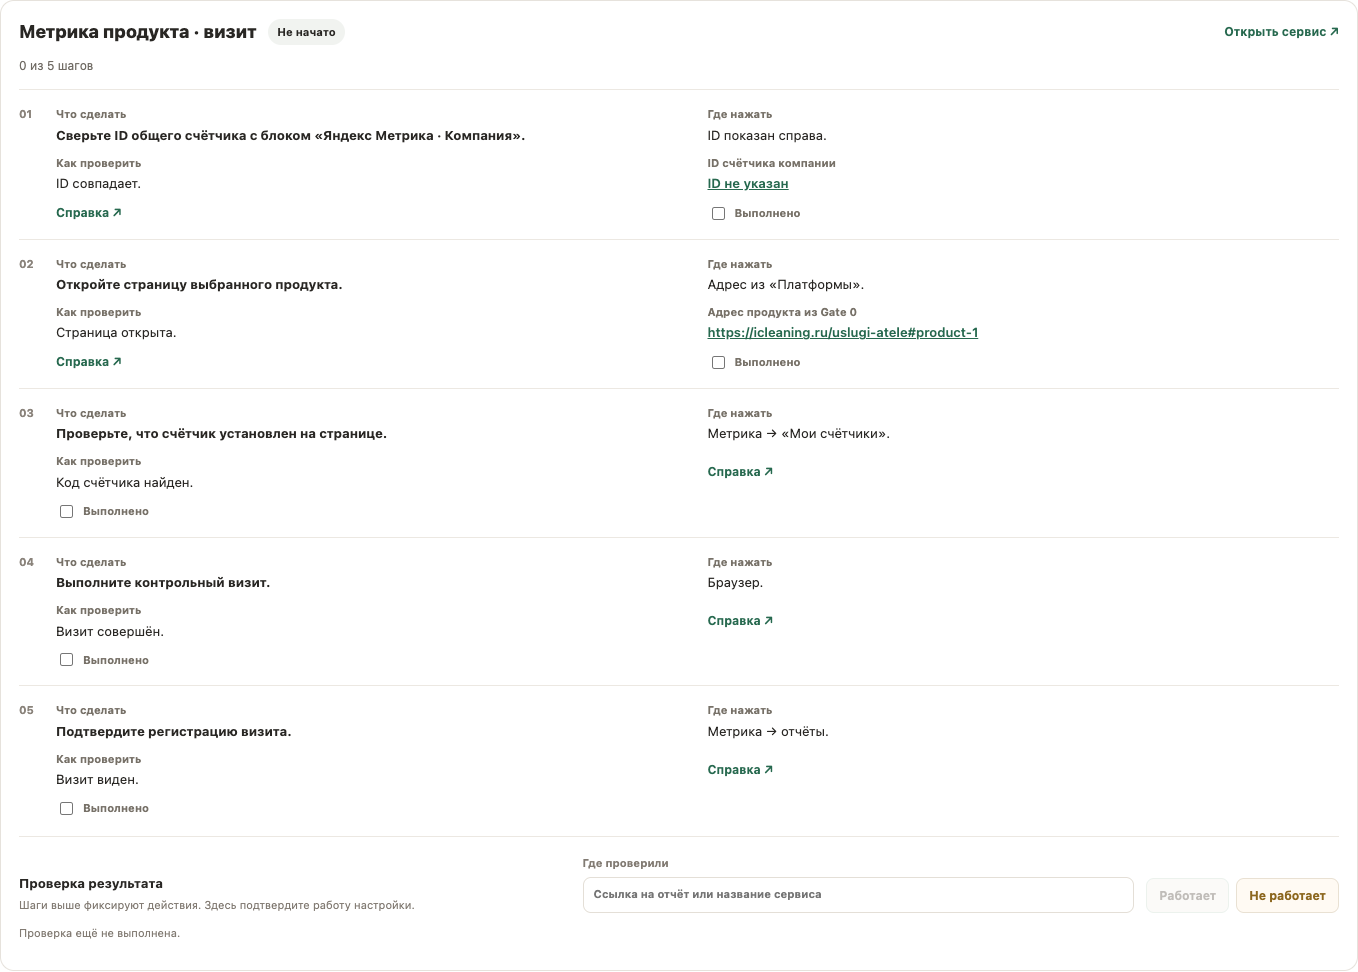 Метрика продукта · визит
Не начато
Открыть сервис ↗
0 из 5 шагов
01
Что сделать
Сверьте ID общего счётчика с блоком «Яндекс Метрика · Компания».
Как проверить
ID совпадает.
Справка ↗
Где нажать
ID показан справа.
ID счётчика компании
ID не указан
Выполнено
02
Что сделать
Откройте страницу выбранного продукта.
Как проверить
Страница открыта.
Справка ↗
Где нажать
Адрес из «Платформы».
Адрес продукта из Gate 0
https://icleaning.ru/uslugi-atele#product-1
Выполнено
03
Что сделать
Проверьте, что счётчик установлен на странице.
Как проверить
Код счётчика найден.
Выполнено
Где нажать
Метрика → «Мои счётчики».
Справка ↗
04
Что сделать
Выполните контрольный визит.
Как проверить
Визит совершён.
Выполнено
Где нажать
Браузер.
Справка ↗
05
Что сделать
Подтвердите регистрацию визита.
Как проверить
Визит виден.
Выполнено
Где нажать
Метрика → отчёты.
Справка ↗
Проверка результата
Шаги выше фиксируют действия. Здесь подтвердите работу настройки.
Проверка ещё не выполнена.
Где проверили
Ссылка на отчёт или название сервиса
Работает
Не работает